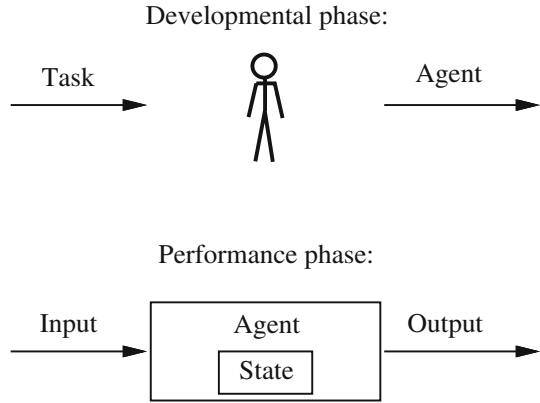 Developmental phase:
Task
Agent
Performance phase:
Input
Agent
Output
State